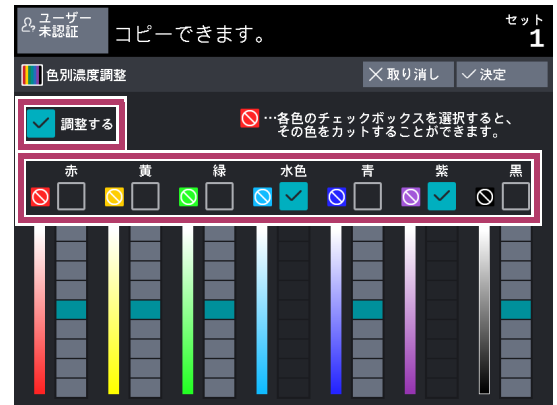 ユーザー
未認証
コピーできます。
セット
1
色別濃度調整
取り消し
決定
調整する
…各色のチェックボックスを選択すると、
その色をカットすることができます。
赤 黄 緑 水色 青 紫 黒